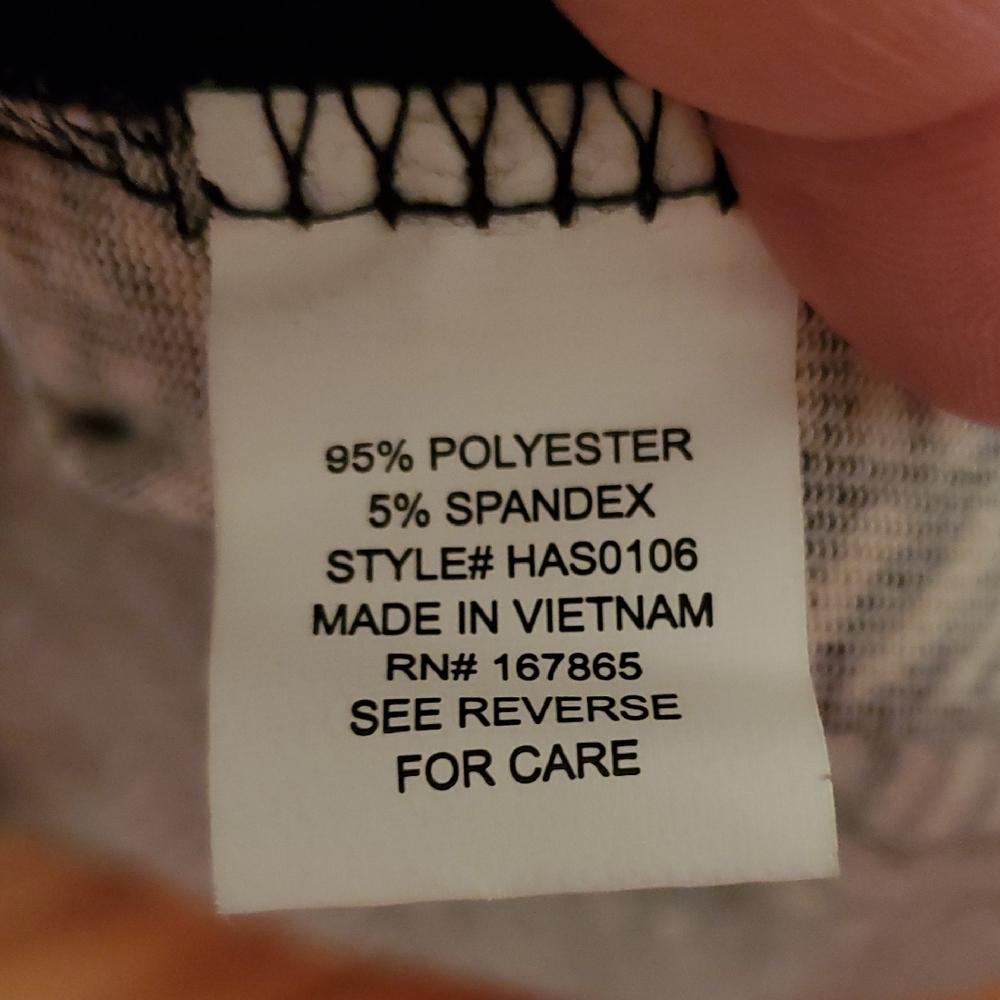 95% POLYESTER
5% SPANDEX
STYLE# HAS0106
MADE IN VIETNAM
RN# 167865
SEE REVERSE
FOR CARE